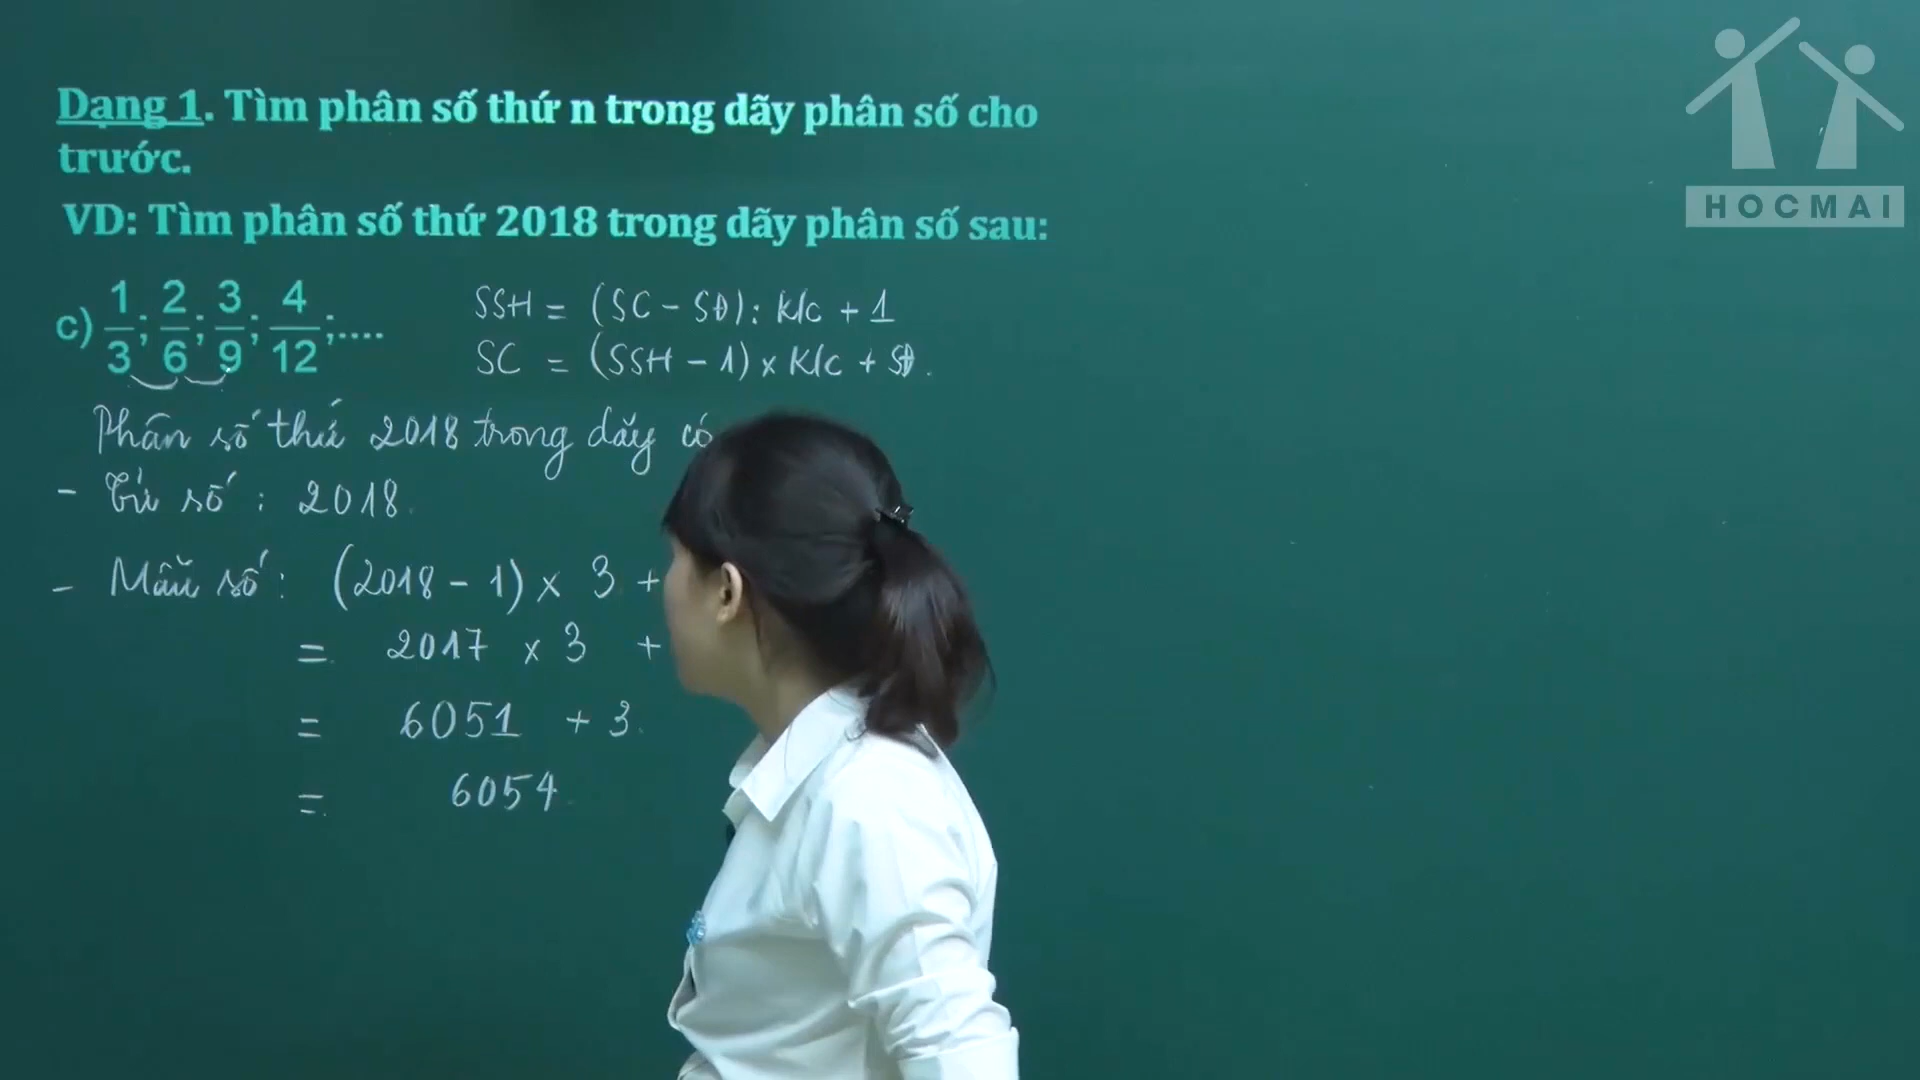 Dạng 1. Tìm phân số thứ n trong dãy phân số cho
trước.
VD: Tìm phân số thứ 2018 trong dãy phân số sau:
c) 1/3; 2/6; 3/9; 4/12;....
SSH = (SC - SĐ): K/c + 1
SC = (SSH - 1) x K/c + SĐ.
Phân số thứ 2018 trong dãy có
- Tử số: 2018.
- Mẫu số: (2018 - 1) x 3 +
= 2017 x 3 +
= 6051 + 3.
= 6054
HOCMAI